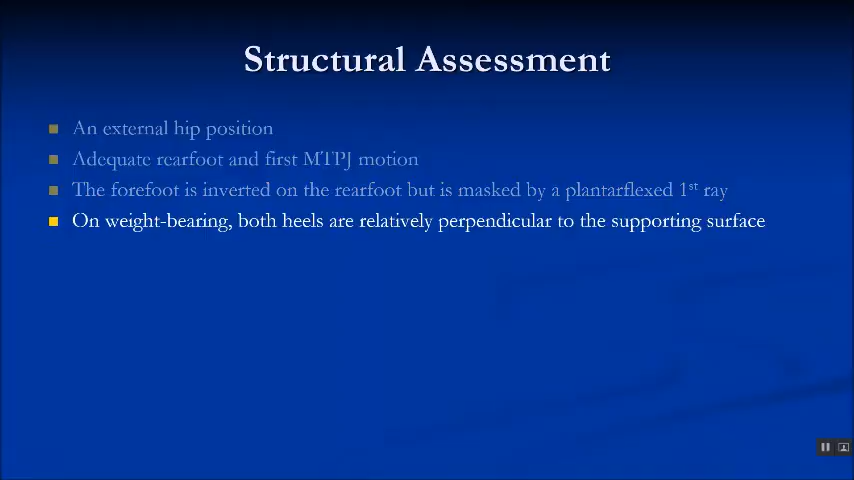 Structural Assessment
An external hip position
Adequate rearfoot and first MTPJ motion
The forefoot is inverted on the rearfoot but is masked by a plantarflexed 1st ray
On weight-bearing, both heels are relatively perpendicular to the supporting surface